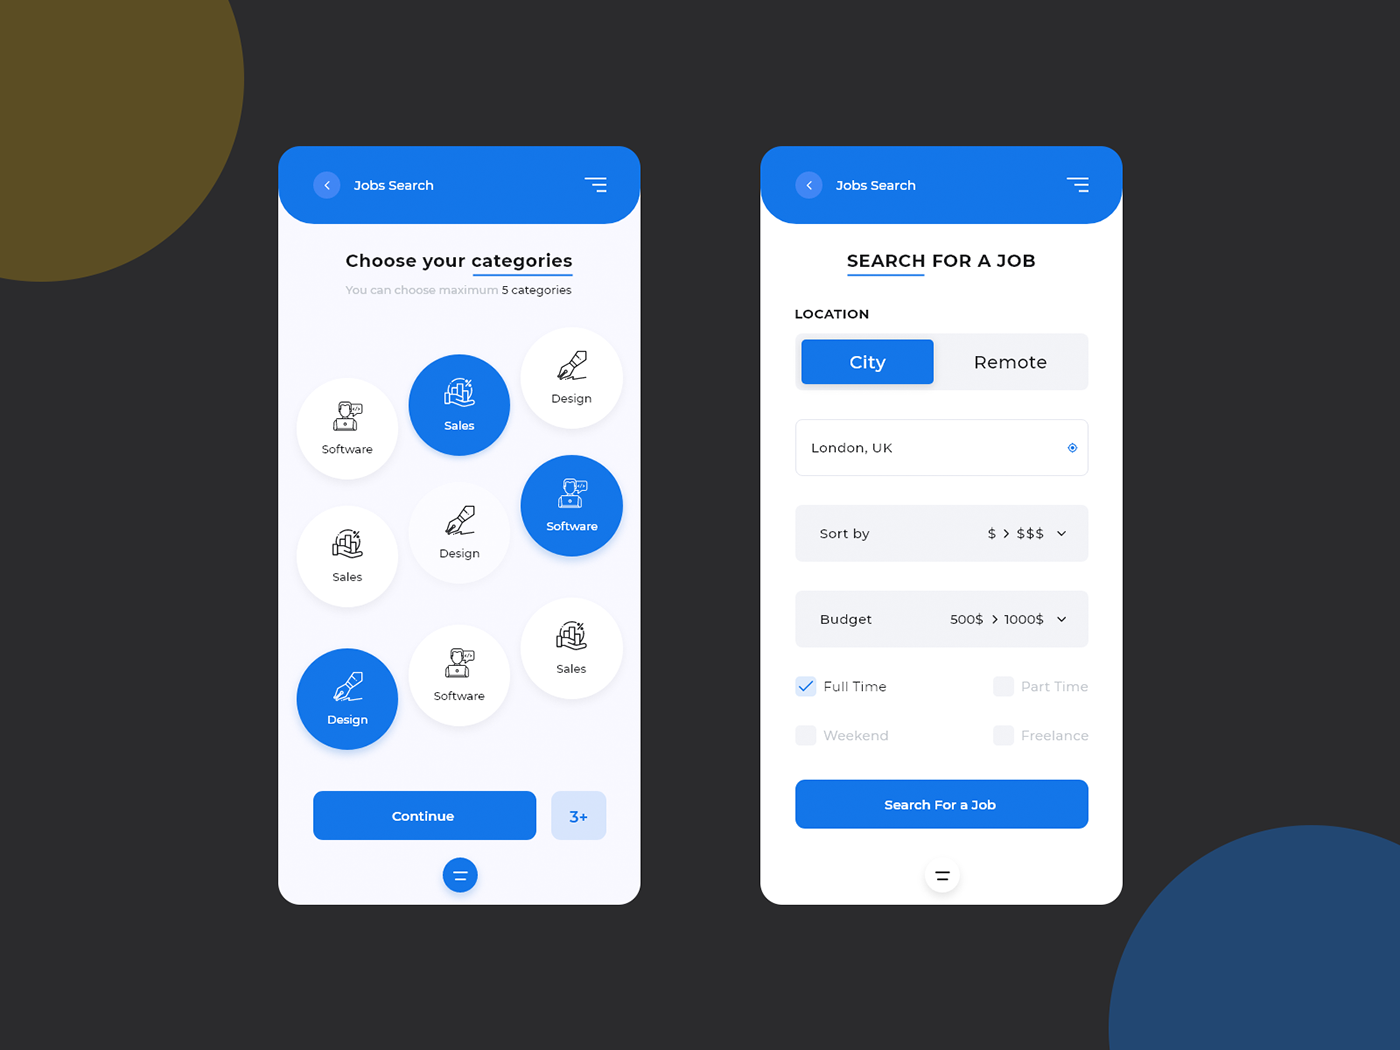 Jobs Search
Choose your categories
You can choose maximum 5 categories
Design
Sales
Software
Software
Design
Sales
Sales
Software
Design
Continue
3+
Jobs Search
SEARCH FOR A JOB
LOCATION
City Remote
London, UK
Sort by $ > $$$
Budget 500$ > 1000$
Full Time Part Time
Weekend Freelance
Search For a Job